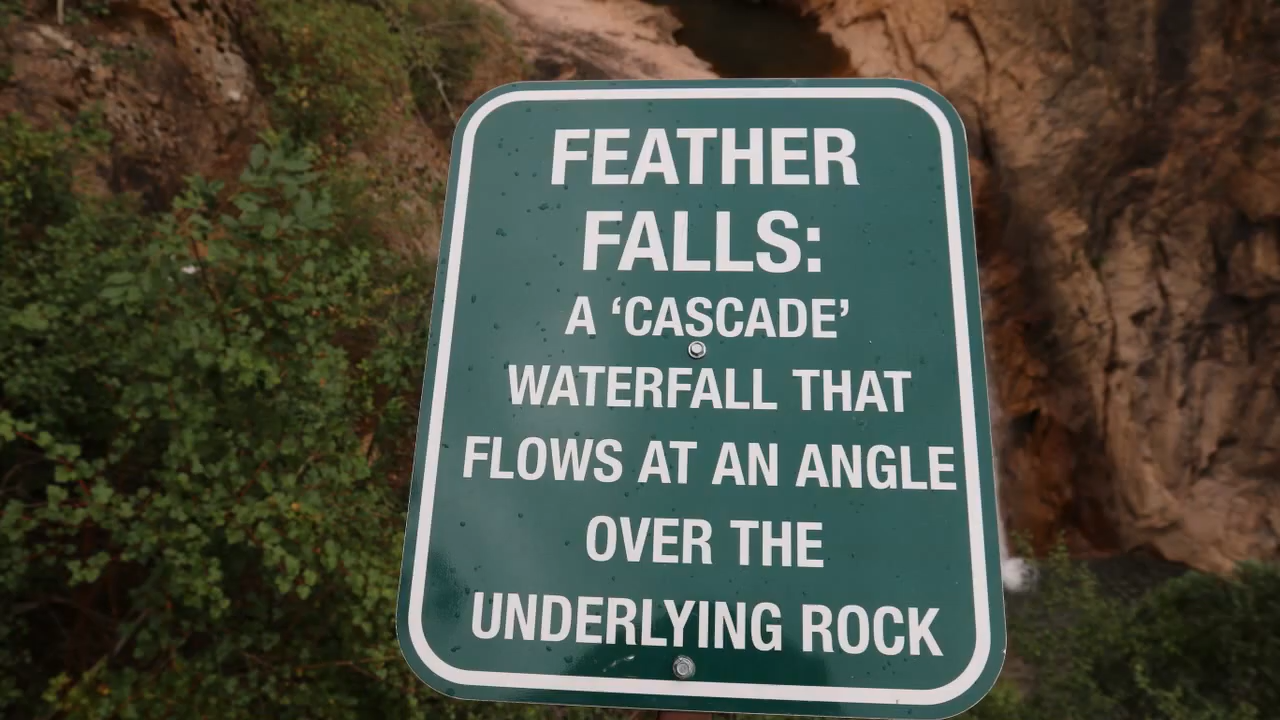 FEATHER
FALLS:
A ‘CASCADE’
WATERFALL THAT
FLOWS AT AN ANGLE
OVER THE
UNDERLYING ROCK